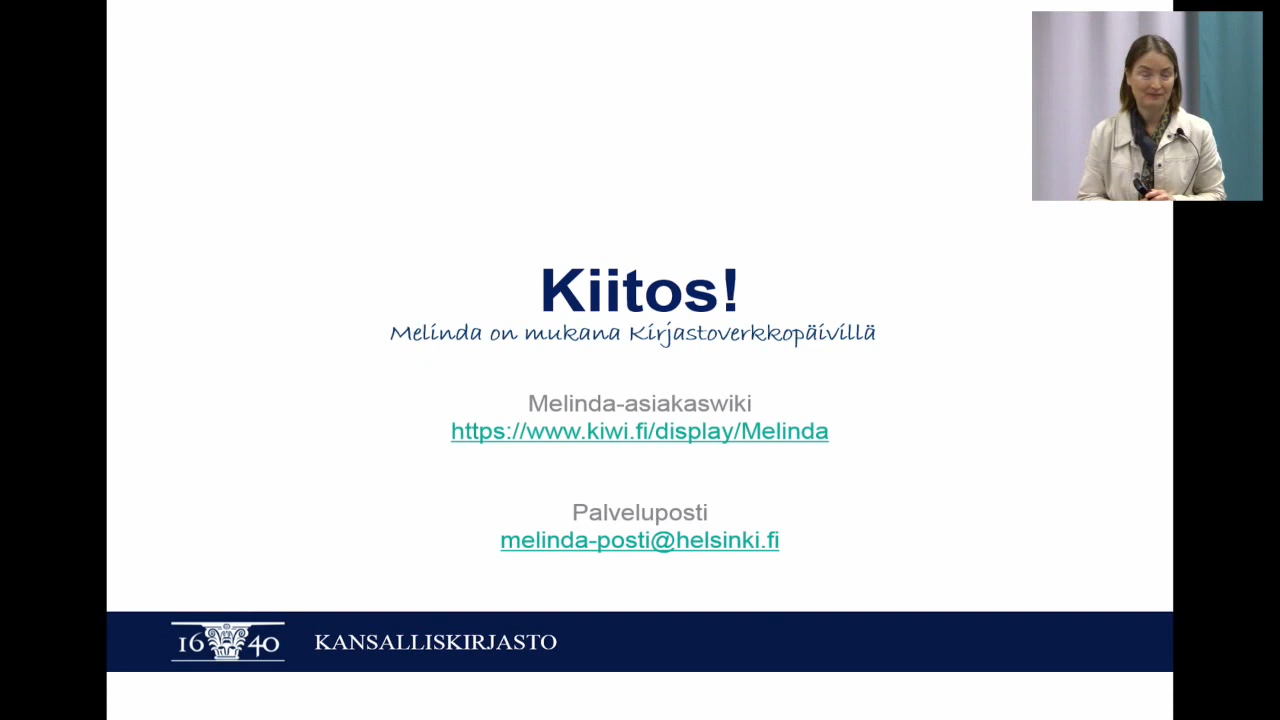 Kiitos!
Melinda on mukana Kirjastoverkkopäivillä
Melinda-asiakaswiki
https://www.kiwi.fi/display/Melinda
Palveluposti
melinda-posti@helsinki.fi
1640 KANSALLISKIRJASTO